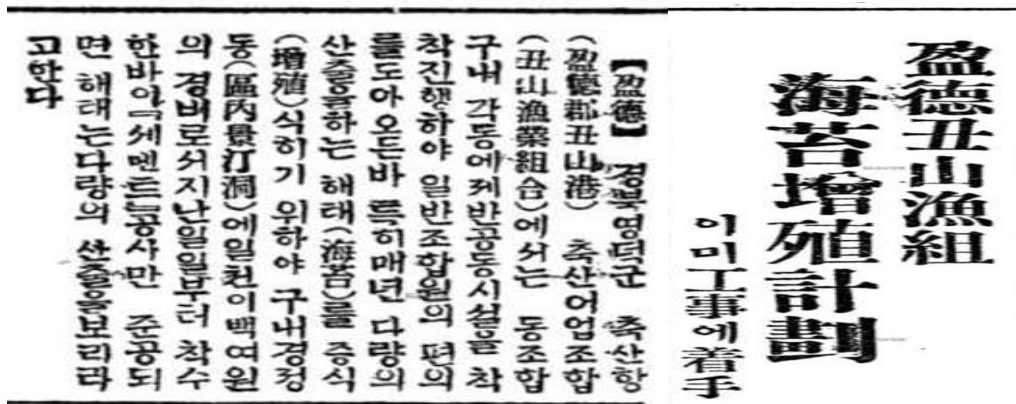 盈德丑山漁組
海苔增殖計劃
이미工事에着手
【盈德】 경북영덕군 축산항
(盈德郡丑山港) 축산어업조합
(丑山漁業組合)에서는 동조합
구내 각동에제반공동시설을 착
착진행하야 일반조합원의 편의
를도아오든바 특히매년 다량의
산출을하는 해태(海苔)를 증식
(增殖)식히기 위하야 구내경정
동(區內景汀洞)에일천이백여원
의 경비로서지난일일부터 착수
한바이 세멘트공사만 준공되
면 해태는다량의 산출을보리라
고한다